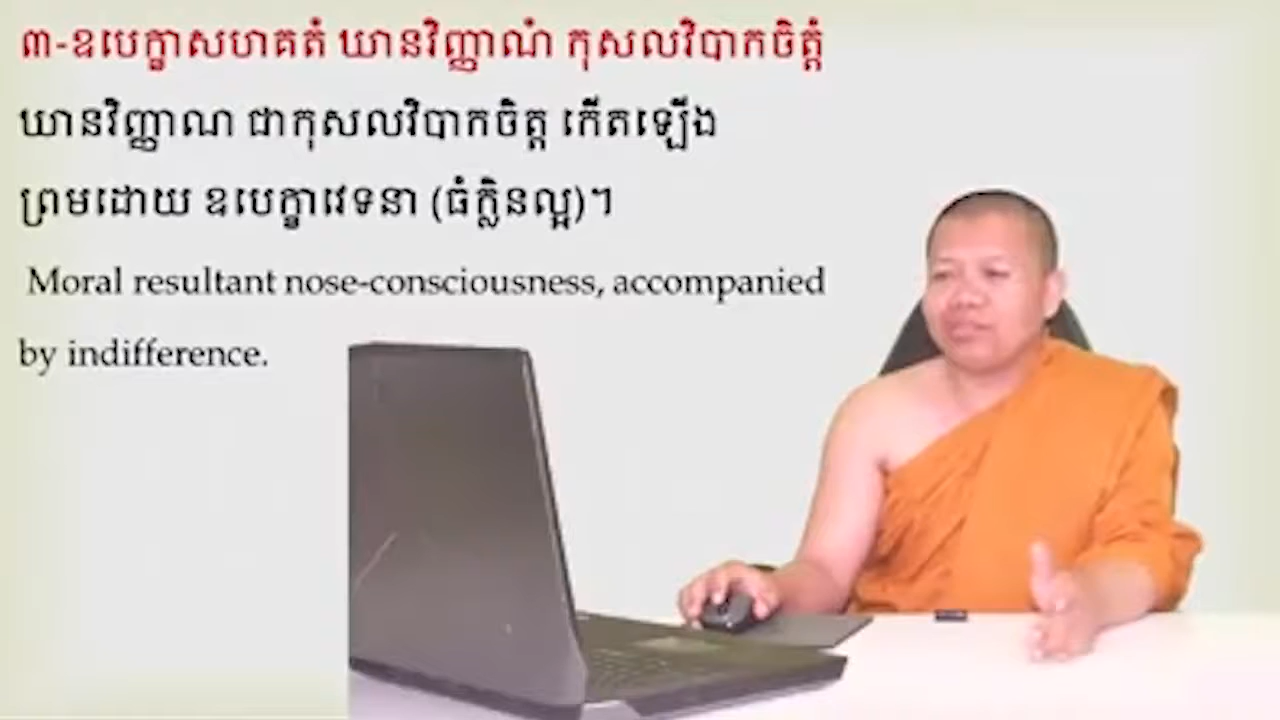 ៣-ឧបេក្ខាសហគតំ ឃានវិញ្ញាណំ កុសលវិបាកចិត្តំ
ឃានវិញ្ញាណ ជាកុសលវិបាកចិត្ត កើតឡើង
ព្រមដោយ ឧបេក្ខាវេទនា (ធំក្លិនល្អ)។
Moral resultant nose-consciousness, accompanied
by indifference.